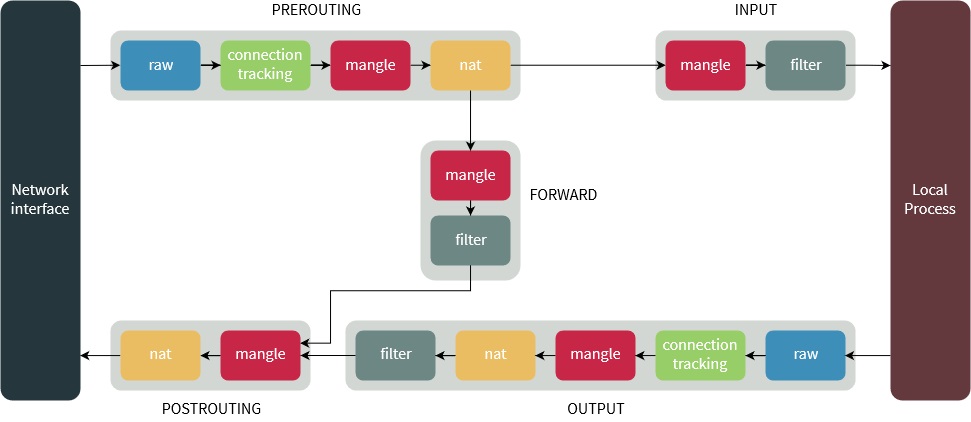 PREROUTING
INPUT
raw
connection
tracking
mangle
nat
mangle
filter
Network
interface
mangle
filter
FORWARD
Local
Process
nat
mangle
filter
nat
mangle
connection
tracking
raw
POSTROUTING
OUTPUT